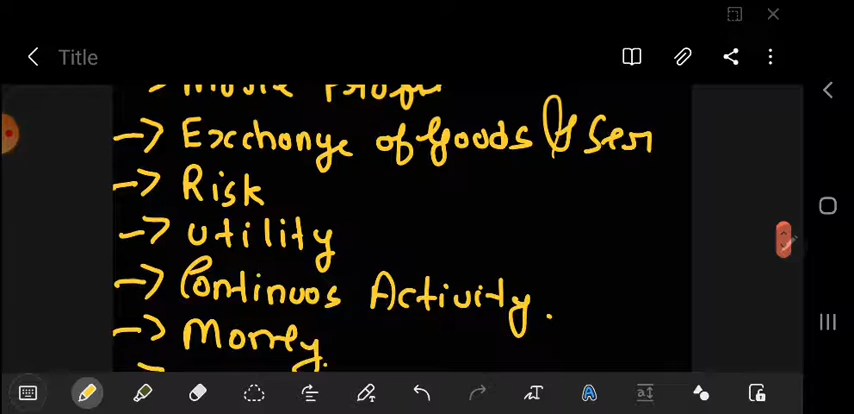 Title
→ Exchange of Goods & Ser
→ Risk
→ Utility
→ Continuos Activity.
→ Money.